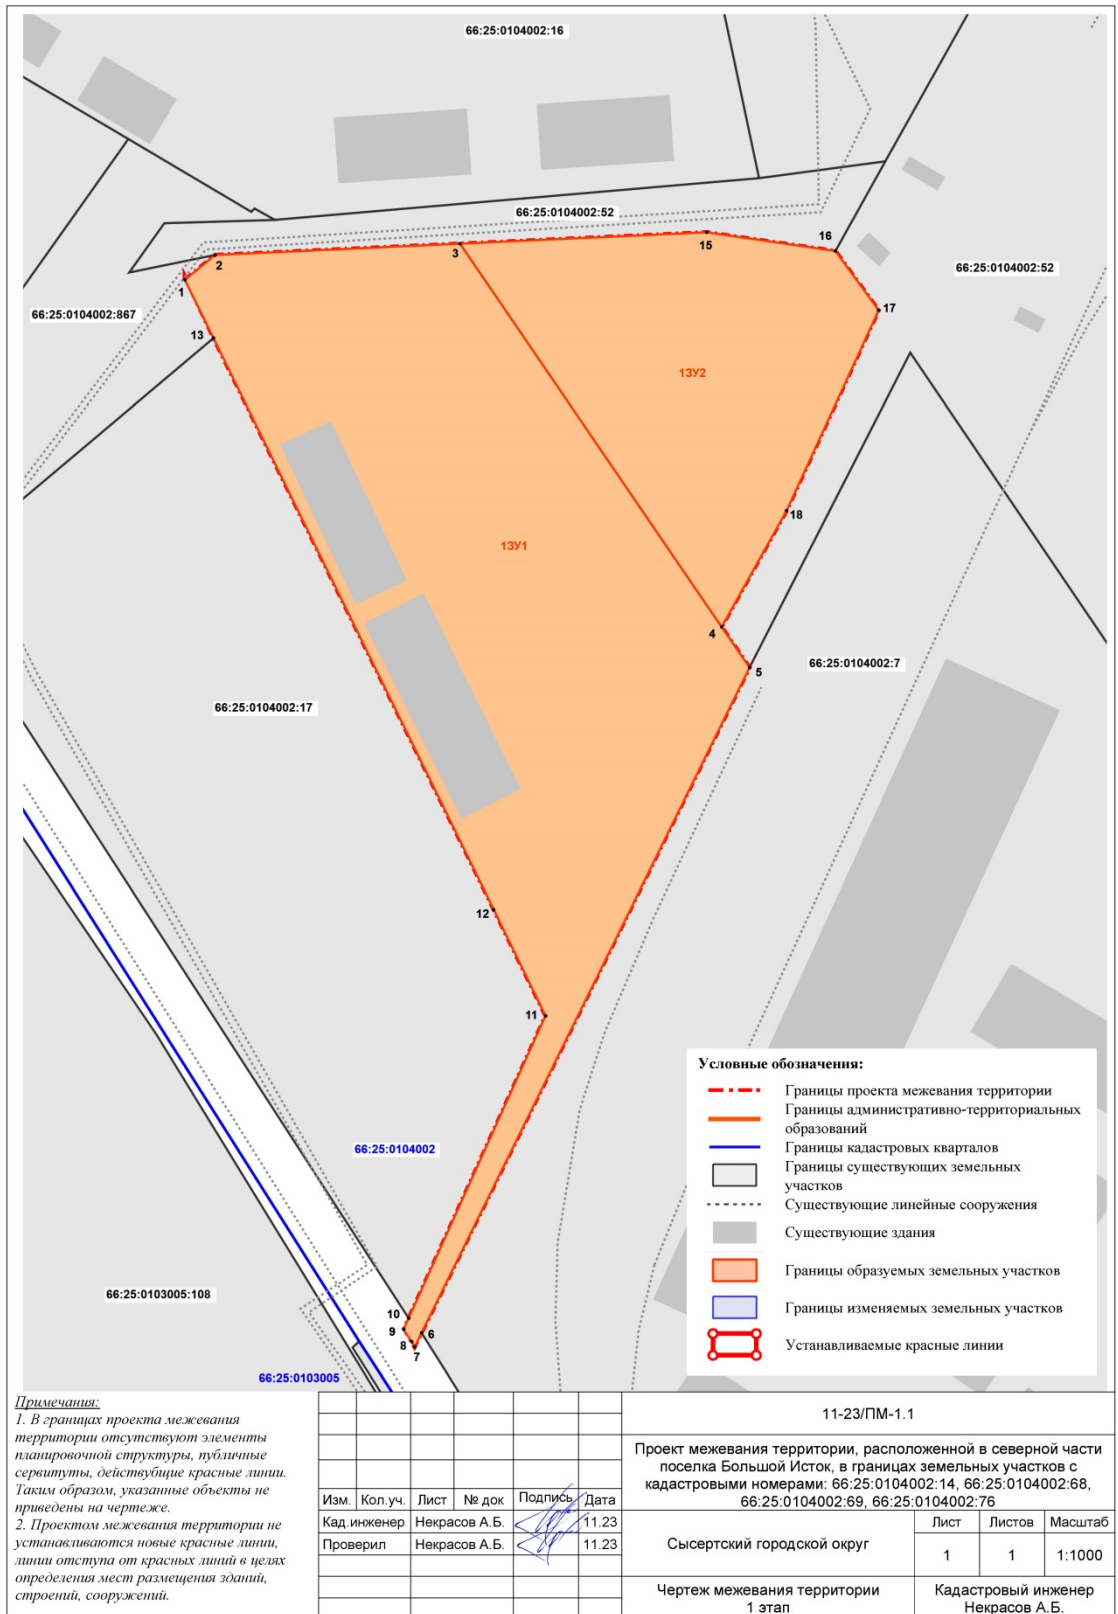 66:25:0104002:16
66:25:0104002:52
3
15
16
2
66:25:0104002:52
1
66:25:0104002:867
17
13
1ЗУ2
18
1ЗУ1
4
66:25:0104002:7
5
66:25:0104002:17
12
11
66:25:0104002
66:25:0103005:108
10
9
6
8
7
66:25:0103005
Условные обозначения:
Границы проекта межевания территории
Границы административно-территориальных
образований
Границы кадастровых кварталов
Границы существующих земельных
участков
Существующие линейные сооружения
Существующие здания
Границы образуемых земельных участков
Границы изменяемых земельных участков
Устанавливаемые красные линии
Примечания:
1. В границах проекта межевания
территории отсутствуют элементы
планировочной структуры, публичные
сервитуты, действубщие красные линии.
Таким образом, указанные объекты не
приведены на чертеже.
2. Проектом межевания территории не
устанавливаются новые красные линии,
линии отступа от красных линий в целях
определения мест размещения зданий,
строений, сооружений.
11-23/ПМ-1.1
Проект межевания территории, расположенной в северной части
поселка Большой Исток, в границах земельных участков с
кадастровыми номерами: 66:25:0104002:14, 66:25:0104002:68,
66:25:0104002:69, 66:25:0104002:76
Изм. Кол.уч. Лист № док Подпись Дата
Кад.инженер Некрасов А.Б. 11.23
Проверил Некрасов А.Б. 11.23
Сысертский городской округ
Лист Листов Масштаб
1 1 1:1000
Чертеж межевания территории
1 этап
Кадастровый инженер
Некрасов А.Б.